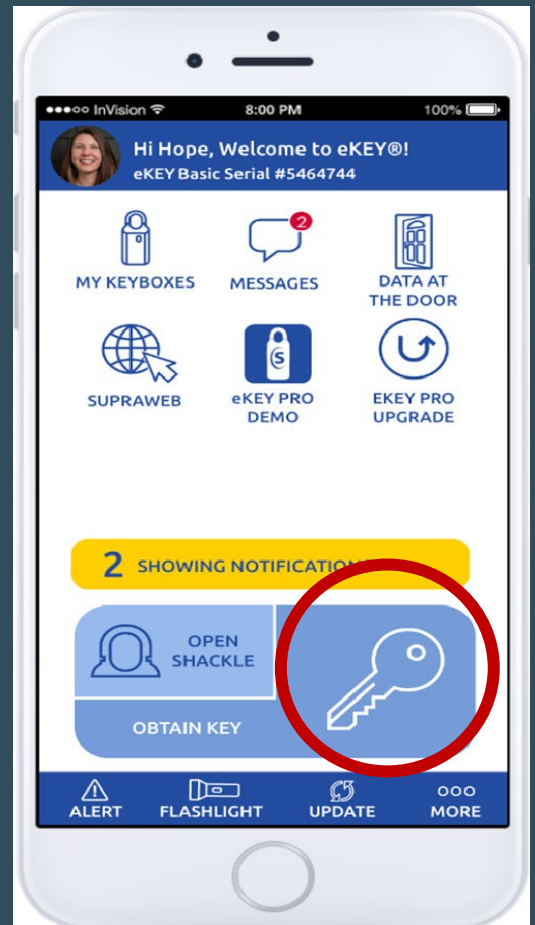 InVision 8:00 PM 100%
Hi Hope, Welcome to eKEY®!
eKEY Basic Serial #5464744
2
MY KEYBOXES MESSAGES DATA AT
THE DOOR
S
SUPRAWEB eKEY PRO EKEY PRO
DEMO UPGRADE
2 SHOWING NOTIFICATION
OPEN
SHACKLE
OBTAIN KEY
ALERT FLASHLIGHT UPDATE MORE